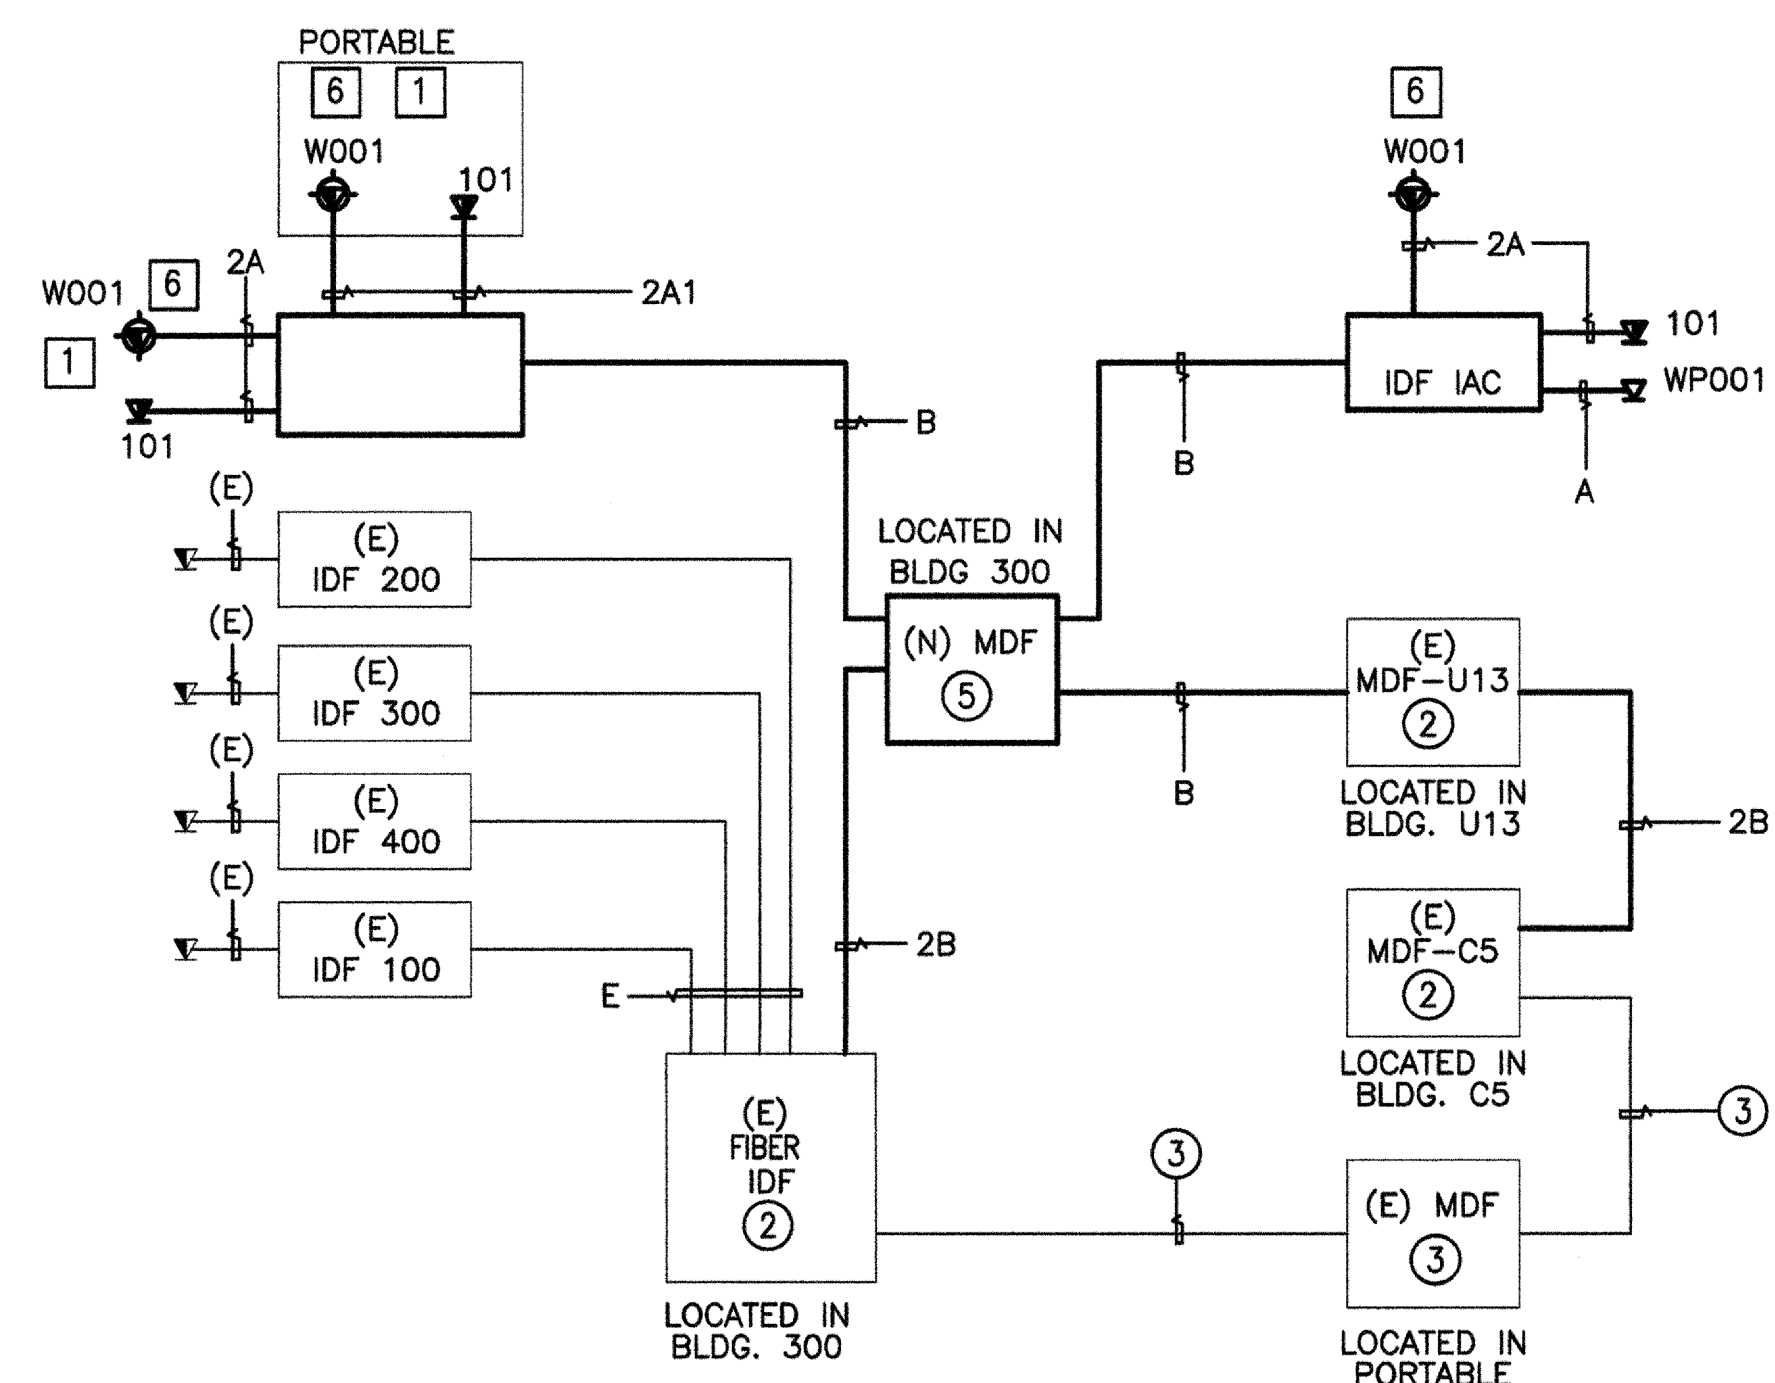 PORTABLE
6
1
W001
101
2A
W001
6
1
101
2A1
B
6
W001
2A
101
IDF IAC
WP001
B
A
(E)
(E)
IDF 200
(E)
(E)
IDF 300
(E)
(E)
IDF 400
(E)
(E)
IDF 100
E
LOCATED IN
BLDG 300
(N) MDF
5
B
2B
(E)
MDF-U13
2
LOCATED IN
BLDG. U13
2B
(E)
MDF-C5
2
LOCATED IN
BLDG. C5
3
(E)
FIBER
IDF
2
LOCATED IN
BLDG. 300
3
(E) MDF
3
LOCATED IN
PORTABLE